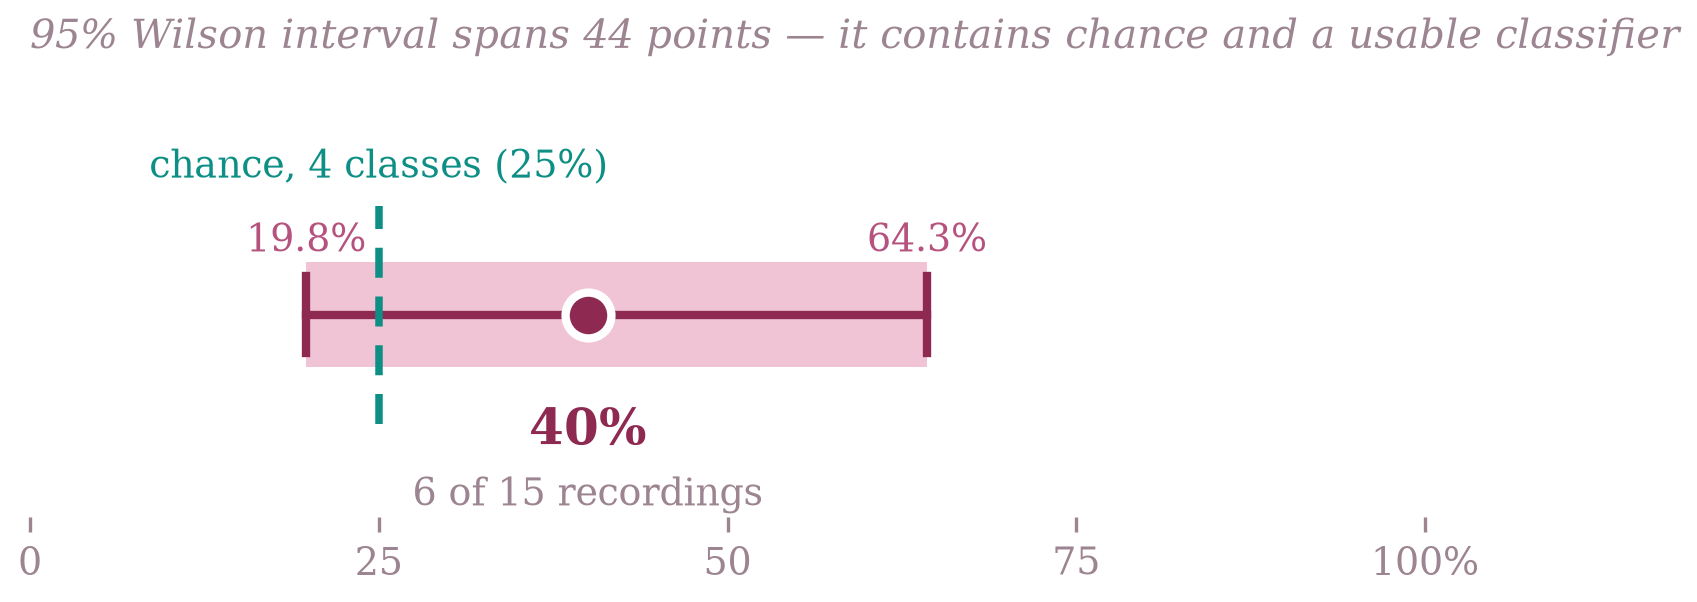 95% Wilson interval spans 44 points — it contains chance and a usable classifier
chance, 4 classes (25%)
19.8%
64.3%
40%
6 of 15 recordings
0
25
50
75
100%